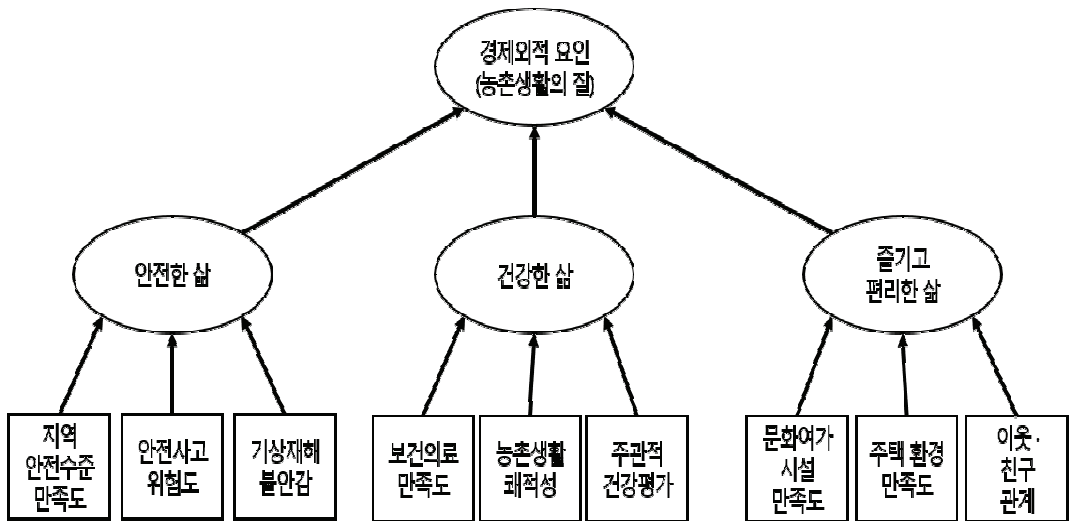 경제외적 요인
(농촌생활의 질)
안전한 삶
건강한 삶
즐기고
편리한 삶
지역
안전수준
만족도
안전사고
위험도
기상재해
불안감
보건의료
만족도
농촌생활
쾌적성
주관적
건강평가
문화여가
시설
만족도
주택 환경
만족도
이웃 ·
친구
관계